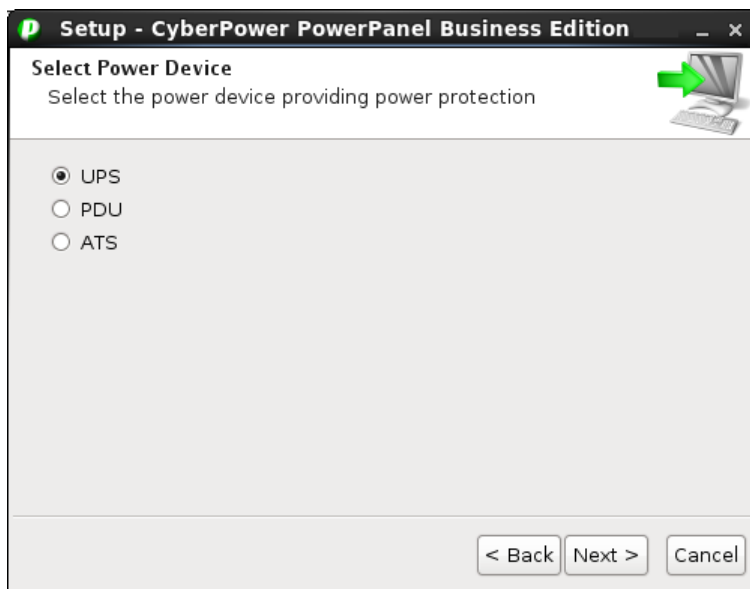 Setup - CyberPower PowerPanel Business Edition
Select Power Device
Select the power device providing power protection
UPS
PDU
ATS
< Back Next > Cancel